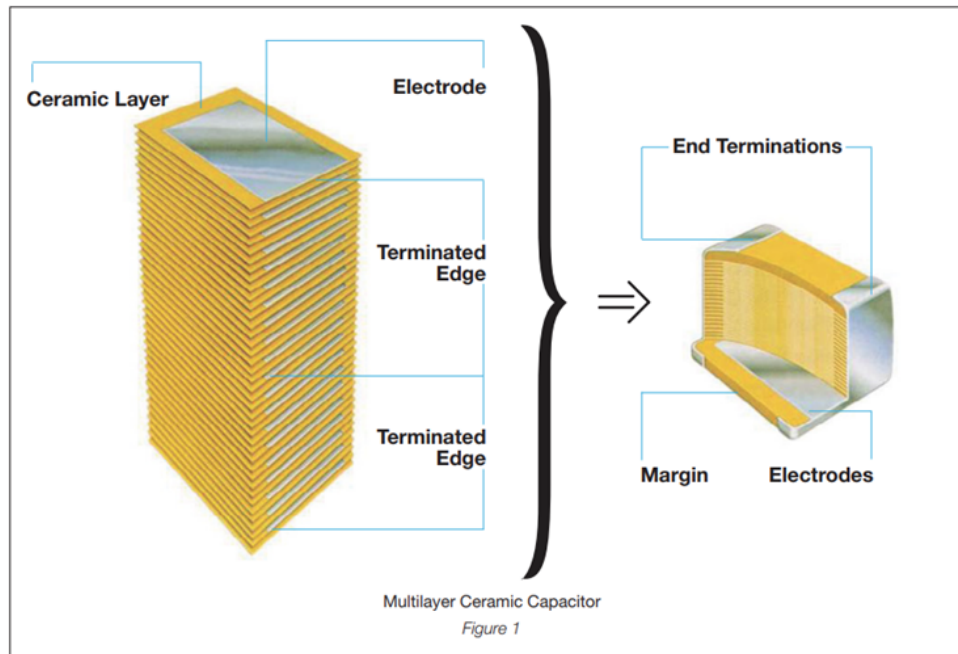 Ceramic Layer
Electrode
Terminated
Edge
Terminated
Edge
End Terminations
Margin
Electrodes
Multilayer Ceramic Capacitor
Figure 1